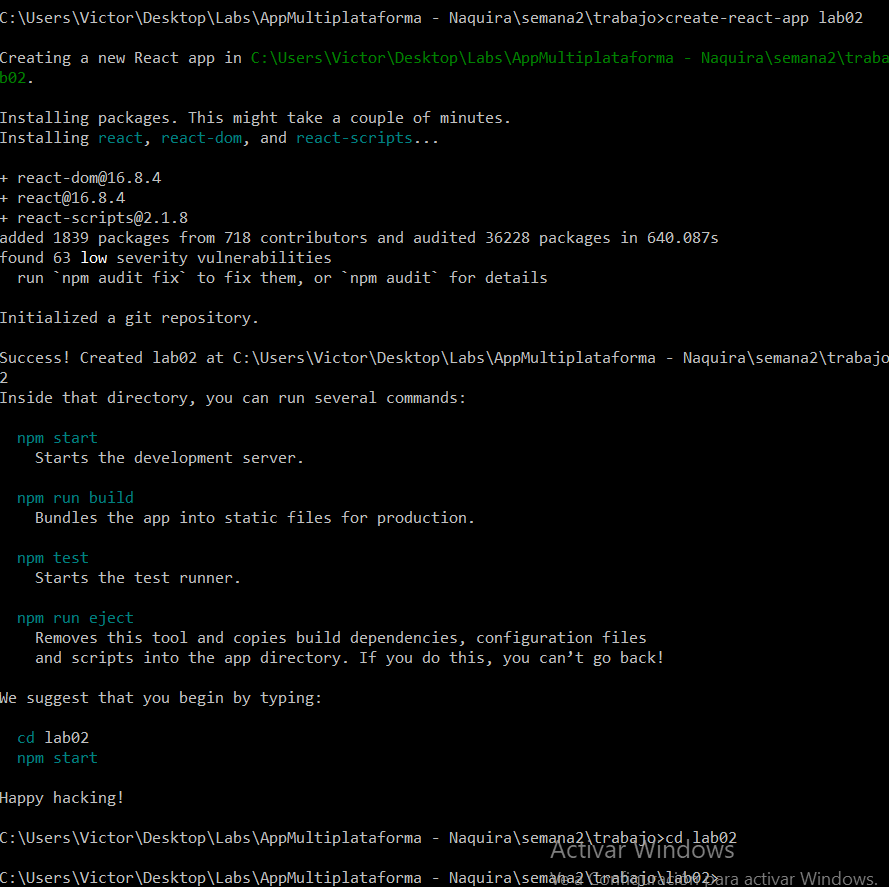 C:\Users\Victor\Desktop\Labs\AppMultiplataforma - Naquira\semana2\trabajo>create-react-app lab02
Creating a new React app in C:\Users\Victor\Desktop\Labs\AppMultiplataforma - Naquira\semana2\traba
b02.
Installing packages. This might take a couple of minutes.
Installing react, react-dom, and react-scripts...
+ react-dom@16.8.4
+ react@16.8.4
+ react-scripts@2.1.8
added 1839 packages from 718 contributors and audited 36228 packages in 640.087s
found 63 low severity vulnerabilities
  run `npm audit fix` to fix them, or `npm audit` for details
Initialized a git repository.
Success! Created lab02 at C:\Users\Victor\Desktop\Labs\AppMultiplataforma - Naquira\semana2\trabajo
2
Inside that directory, you can run several commands:
  npm start
    Starts the development server.
  npm run build
    Bundles the app into static files for production.
  npm test
    Starts the test runner.
  npm run eject
    Removes this tool and copies build dependencies, configuration files
    and scripts into the app directory. If you do this, you can’t go back!
We suggest that you begin by typing:
  cd lab02
  npm start
Happy hacking!
C:\Users\Victor\Desktop\Labs\AppMultiplataforma - Naquira\semana2\trabajo>cd lab02
Activar Windows
C:\Users\Victor\Desktop\Labs\AppMultiplataforma - Naquira\semana2\trabajo\lab02>
Ve a Configuración para activar Windows.